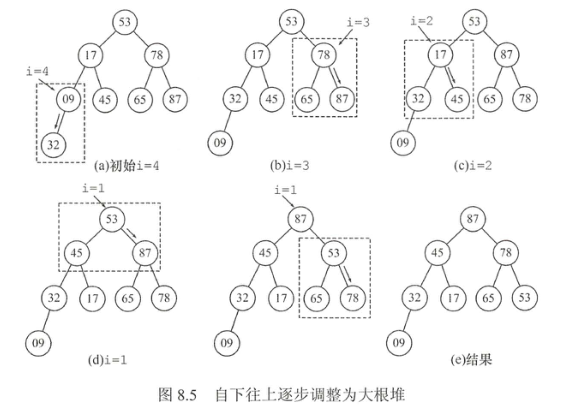 53 53 53
i=3 i=2
17 78 17 78 17 87
i=4
09 45 65 87 32 45 65 87 32 45 65 78
32 09 09
(a)初始i=4 (b)i=3 (c)i=2
i=1 i=1
53 87 87
45 87 45 53 45 78
32 17 65 78 32 17 65 78 32 17 65 53
09 09 09
(d)i=1 (e)结果
图 8.5 自下往上逐步调整为大根堆